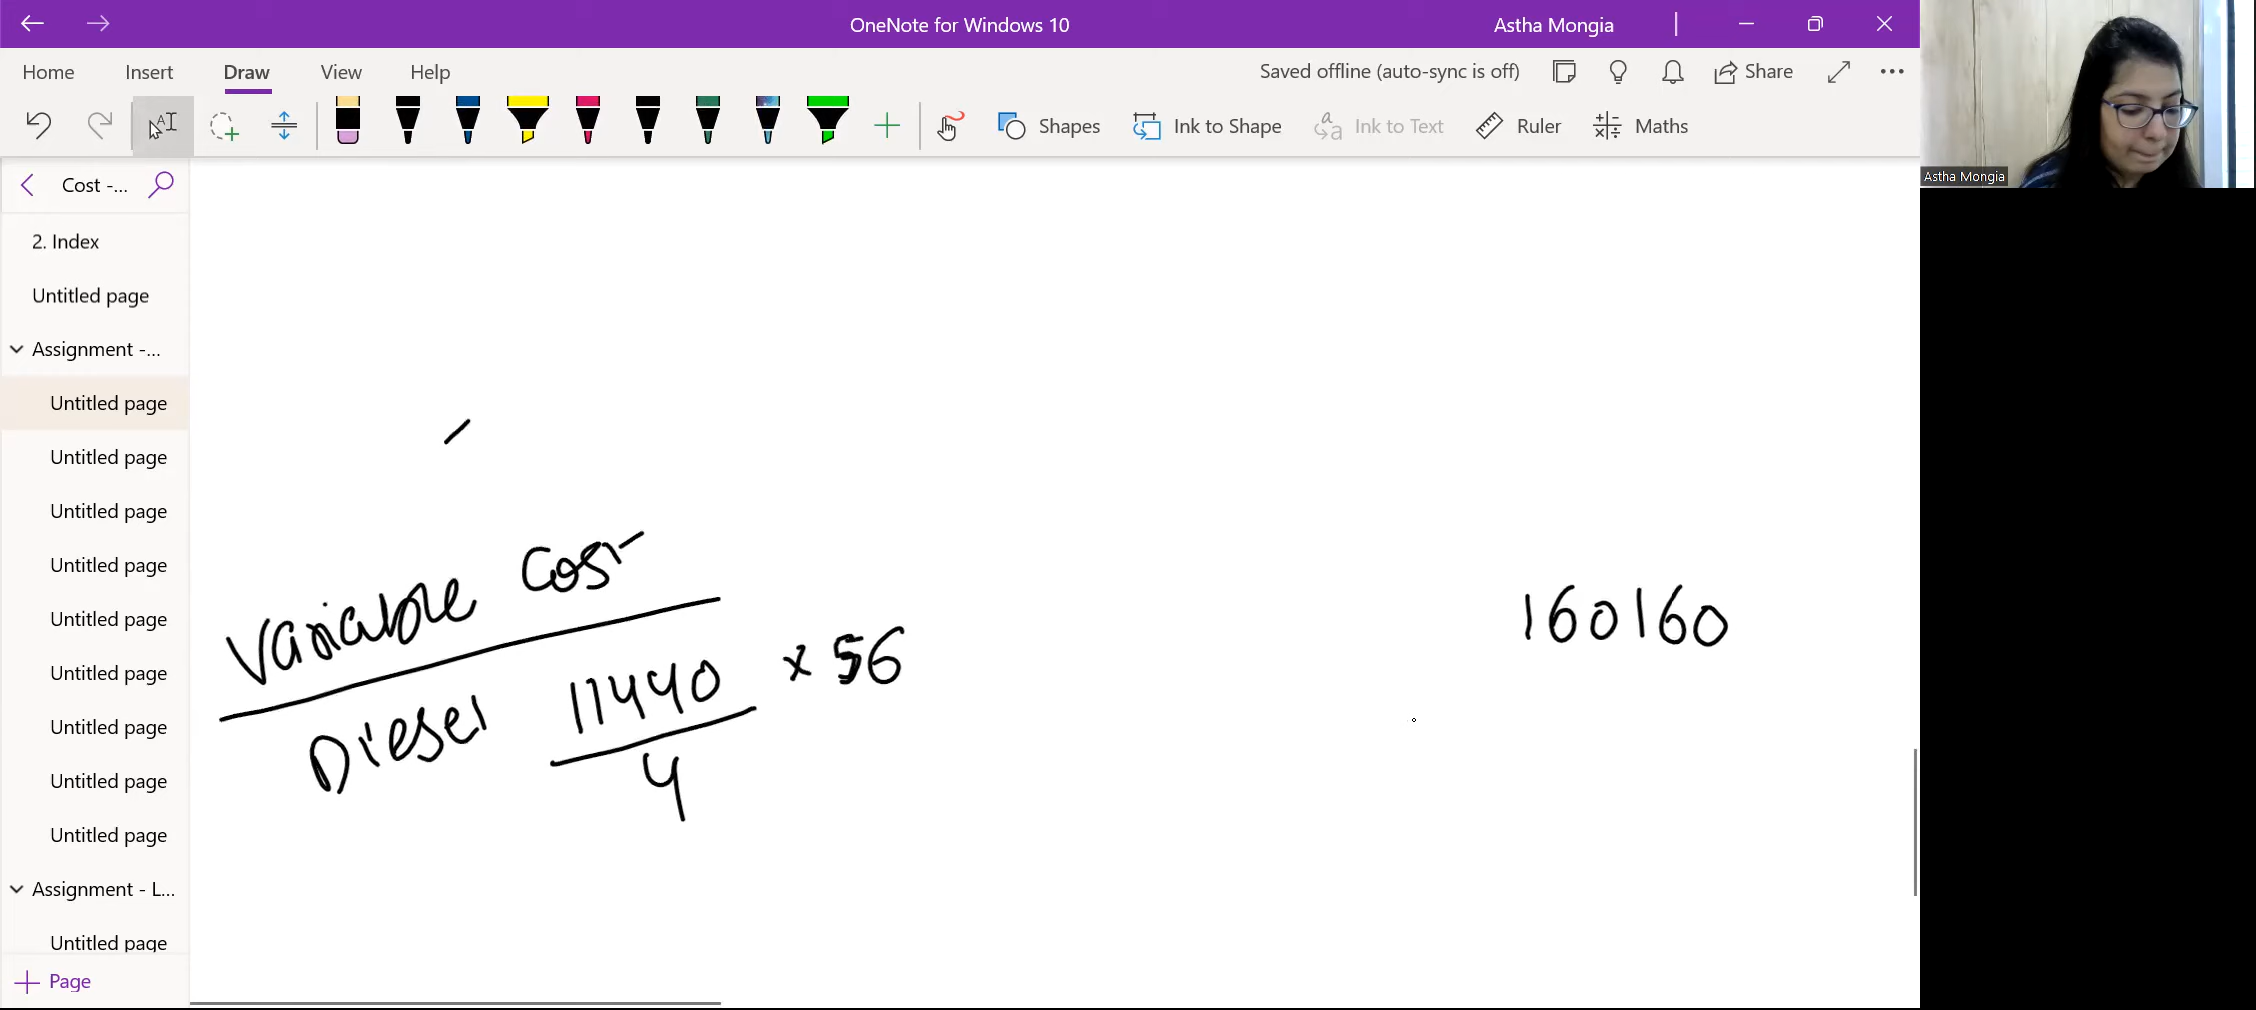 OneNote for Windows 10
Astha Mongia
Home Insert Draw View Help
Saved offline (auto-sync is off) Share
Shapes Ink to Shape Ink to Text Ruler Maths
Astha Mongia
Cost -...
2. Index
Untitled page
Assignment -...
Untitled page
Untitled page
Untitled page
Untitled page
Untitled page
Untitled page
Untitled page
Untitled page
Untitled page
Assignment - L...
Untitled page
Page
Variable Cost
Diesel 11440 × 56
4
160160